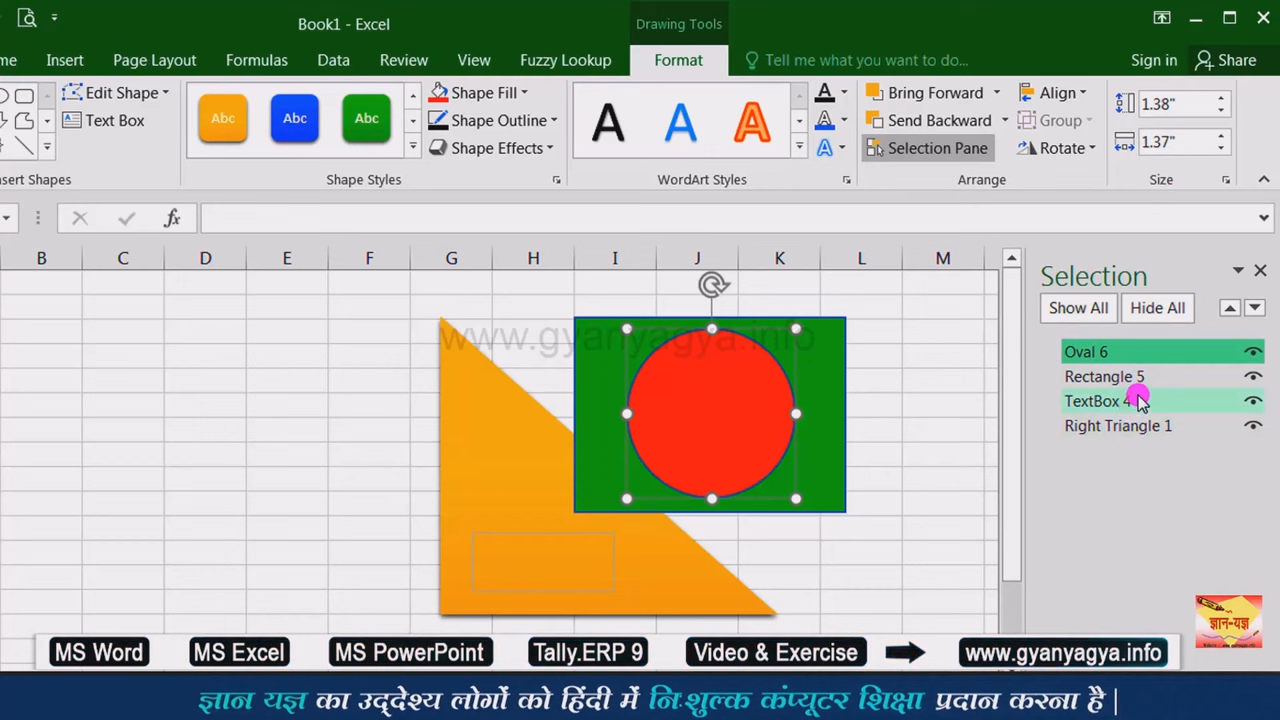 Book1 - Excel
Drawing Tools
Insert
Page Layout
Formulas
Data
Review
View
Fuzzy Lookup
Format
Tell me what you want to do...
Sign in
Share
Edit Shape
Text Box
Abc
Abc
Abc
Shape Fill
Shape Outline
Shape Effects
A
A
A
Bring Forward
Send Backward
Selection Pane
Align
Group
Rotate
1.38"
1.37"
Shape Styles
WordArt Styles
Arrange
Size
fx
B C D E F G H I J K L M
Selection
Show All
Hide All
Oval 6
Rectangle 5
TextBox 4
Right Triangle 1
www.gyanyagya.info
ज्ञान-यज्ञ
MS Word
MS Excel
MS PowerPoint
Tally.ERP 9
Video & Exercise
www.gyanyagya.info
ज्ञान यज्ञ का उद्देश्य लोगों को हिंदी में निःशुल्क कंप्यूटर शिक्षा प्रदान करना है |